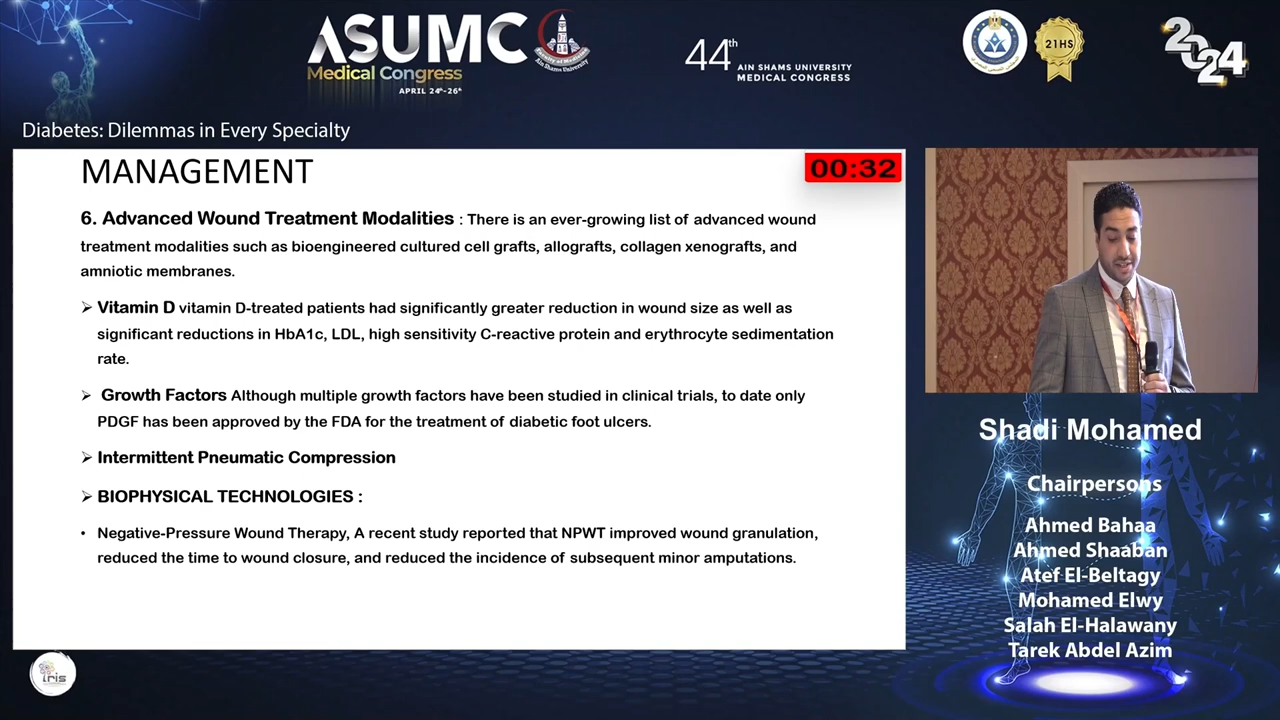 ASUMC
Medical Congress
APRIL 24th-26th
Ain Shams University
44th
AIN SHAMS UNIVERSITY
MEDICAL CONGRESS
21HS
2024
Diabetes: Dilemmas in Every Specialty
MANAGEMENT
00:32
6. Advanced Wound Treatment Modalities : There is an ever-growing list of advanced wound
treatment modalities such as bioengineered cultured cell grafts, allografts, collagen xenografts, and
amniotic membranes.
➢ Vitamin D vitamin D-treated patients had significantly greater reduction in wound size as well as
significant reductions in HbA1c, LDL, high sensitivity C-reactive protein and erythrocyte sedimentation
rate.
➢ Growth Factors Although multiple growth factors have been studied in clinical trials, to date only
PDGF has been approved by the FDA for the treatment of diabetic foot ulcers.
➢ Intermittent Pneumatic Compression
➢ BIOPHYSICAL TECHNOLOGIES :
• Negative-Pressure Wound Therapy, A recent study reported that NPWT improved wound granulation,
reduced the time to wound closure, and reduced the incidence of subsequent minor amputations.
Shadi Mohamed
Chairpersons
Ahmed Bahaa
Ahmed Shaaban
Atef El-Beltagy
Mohamed Elwy
Salah El-Halawany
Tarek Abdel Azim
iris